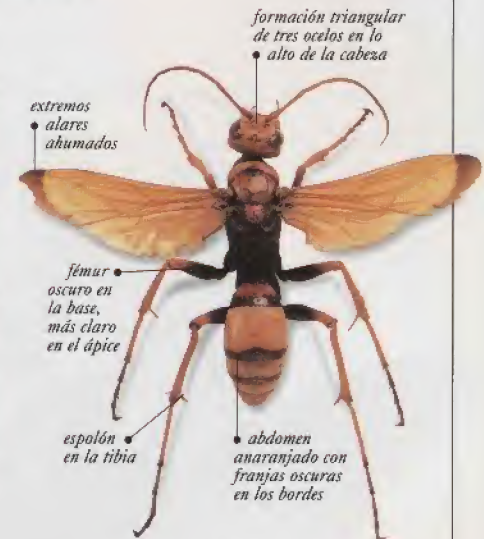 formación triangular
de tres ocelos en lo
alto de la cabeza
extremos
alares
ahumados
fémur
oscuro en
la base,
más claro
en el ápice
espolón
en la tibia
abdomen
anaranjado con
franjas oscuras
en los bordes